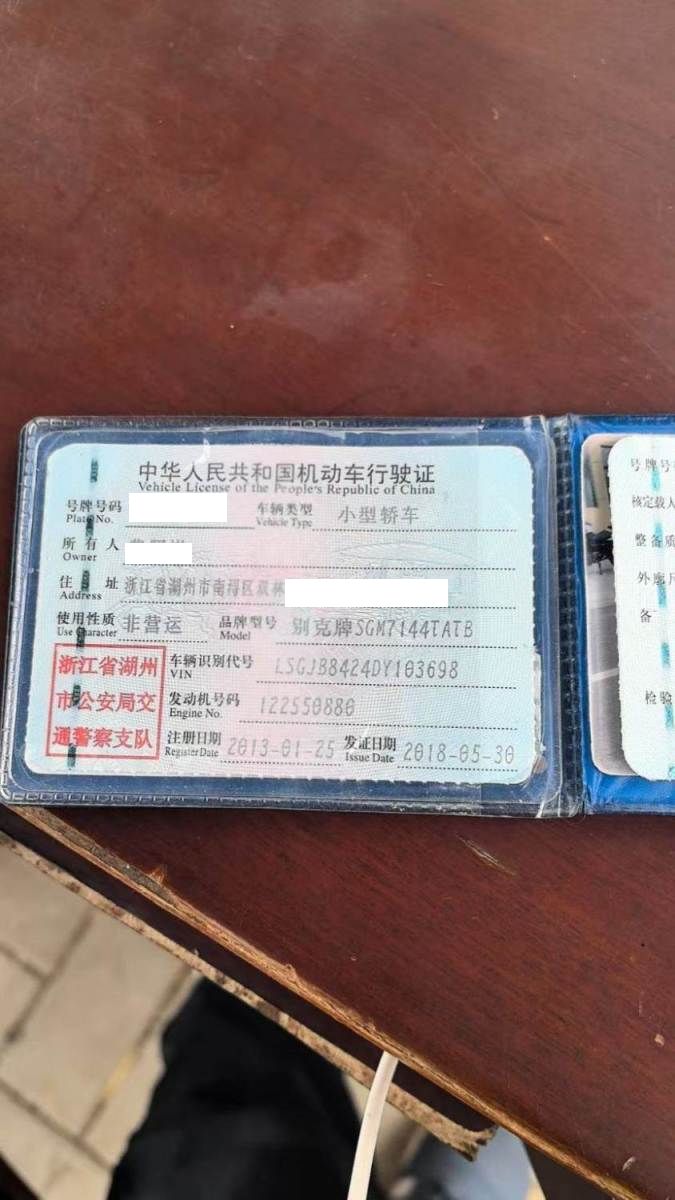 中华人民共和国机动车行驶证
Vehicle License of the People's Republic of China
号牌号码
Plate No.
车辆类型 小型轿车
Vehicle Type
所有人
Owner
住址 浙江省湖州市南浔区双林
Address
使用性质 非营运 品牌型号 别克牌SGM7144TATB
Use Character Model
车辆识别代号 LSGJB8424DY103698
VIN
发动机号码 122550880
Engine No.
注册日期 2013-01-25 发证日期 2018-05-30
Register Date Issue Date
浙江省湖州
市公安局交
通警察支队
号牌号
核定载人
整备质
外廓尺
备
检验